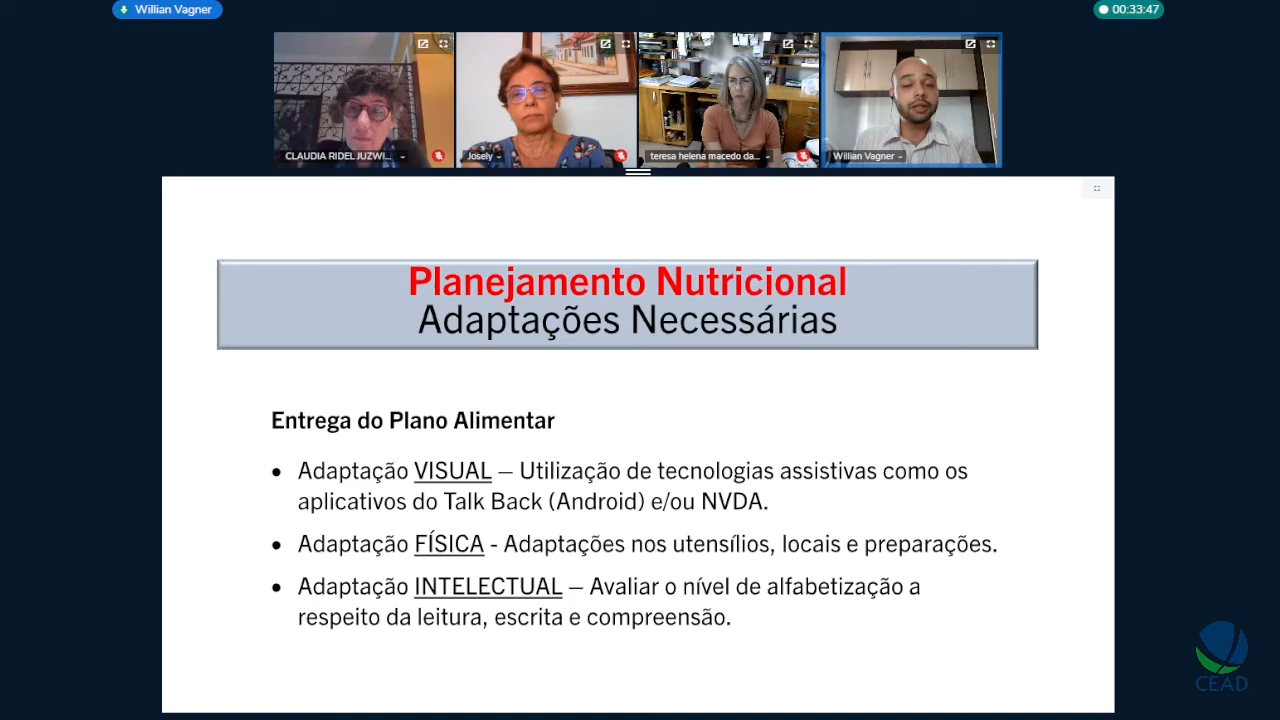 Willian Vagner
00:33:47
CLAUDIA RIDEL JUZWI...
Josely
teresa helena macedo da...
Willian Vagner
Planejamento Nutricional
Adaptações Necessárias
Entrega do Plano Alimentar
• Adaptação VISUAL – Utilização de tecnologias assistivas como os
aplicativos do Talk Back (Android) e/ou NVDA.
• Adaptação FÍSICA - Adaptações nos utensílios, locais e preparações.
• Adaptação INTELECTUAL – Avaliar o nível de alfabetização a
respeito da leitura, escrita e compreensão.
CEAD